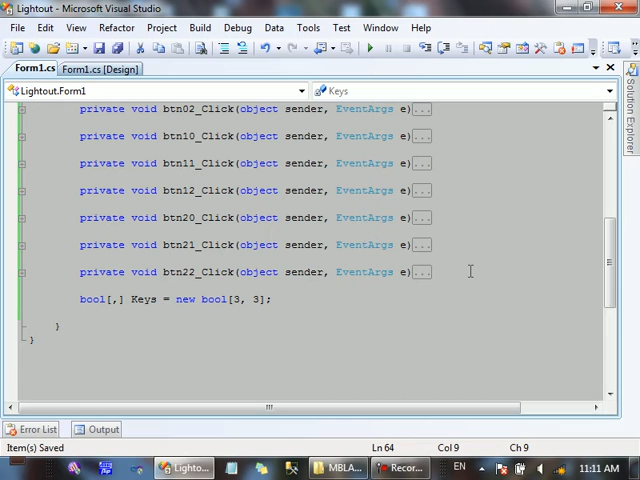 Lightout - Microsoft Visual Studio
File Edit View Refactor Project Build Debug Data Tools Test Window Help
Form1.cs Form1.cs [Design]
Lightout.Form1 Keys
Solution Explorer
private void btn02_Click(object sender, EventArgs e)...
private void btn10_Click(object sender, EventArgs e)...
private void btn11_Click(object sender, EventArgs e)...
private void btn12_Click(object sender, EventArgs e)...
private void btn20_Click(object sender, EventArgs e)...
private void btn21_Click(object sender, EventArgs e)...
private void btn22_Click(object sender, EventArgs e)...
bool[,] Keys = new bool[3, 3];
}
}
Error List Output
Item(s) Saved Ln 64 Col 9 Ch 9
Lighto... MBLA... Recor... EN 11:11 AM